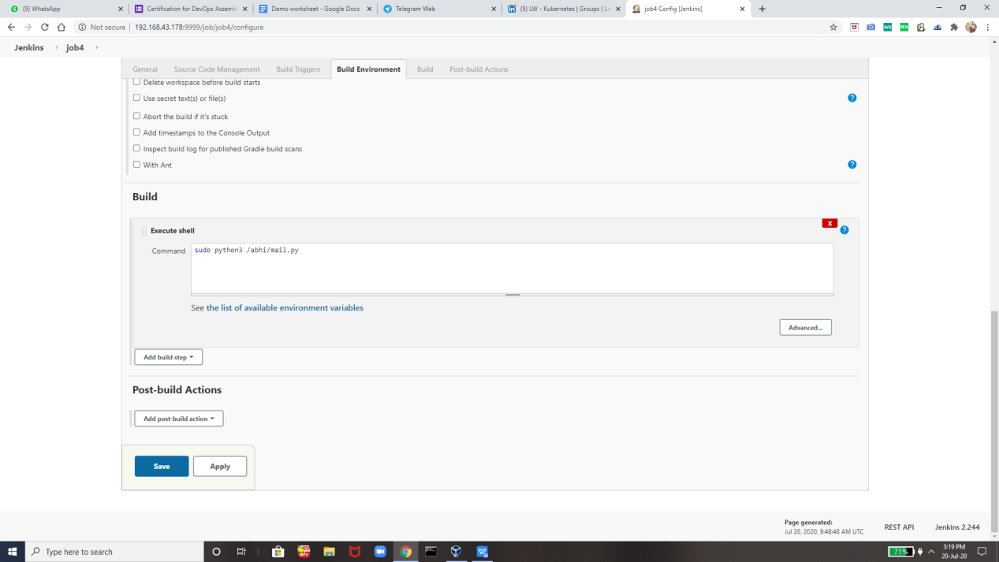 (5) WhatsApp
Certification for DevOps Assembl
Demo worksheet - Google Docs
Telegram Web
(5) LW - Kubernetes | Groups | Lin
job4 Config [Jenkins]
Not secure | 192.168.43.178:9999/job/job4/configure
Jenkins
job4
General
Source Code Management
Build Triggers
Build Environment
Build
Post-build Actions
Delete workspace before build starts
Use secret text(s) or file(s)
Abort the build if it's stuck
Add timestamps to the Console Output
Inspect build log for published Gradle build scans
With Ant
Build
X
Execute shell
Command
sudo python3 /abhi/mail.py
See the list of available environment variables
Advanced...
Add build step
Post-build Actions
Add post-build action
Save
Apply
Page generated:
Jul 20, 2020, 9:48:48 AM UTC
REST API
Jenkins 2.244
Type here to search
71%
3:19 PM
20-Jul-20